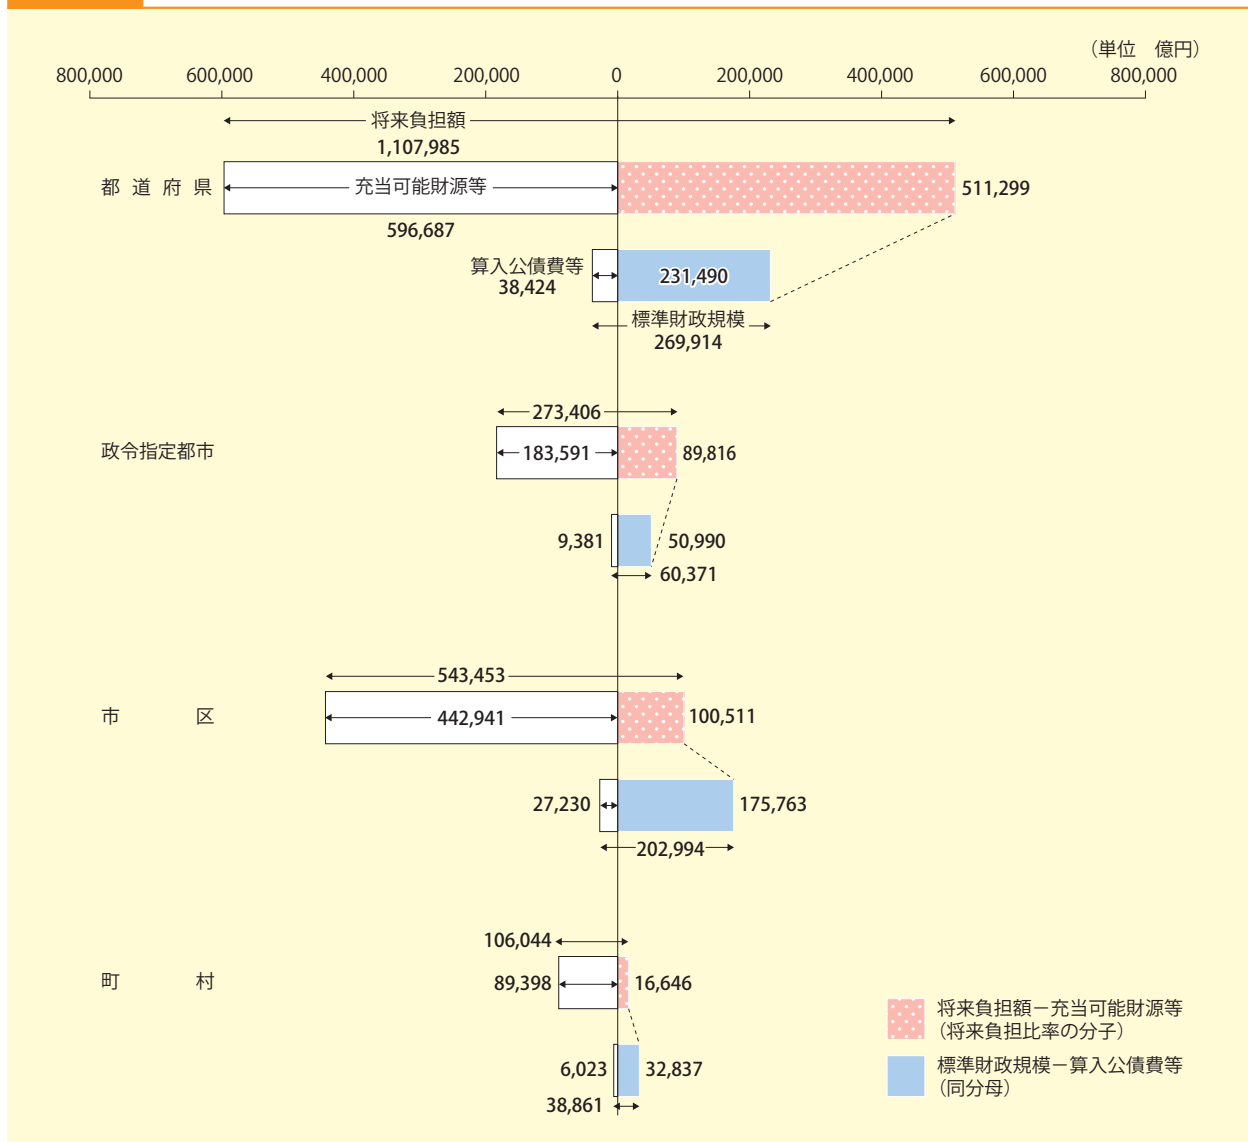 （単位　億円）
800,000 600,000 400,000 200,000 0 200,000 400,000 600,000 800,000
将来負担額
1,107,985
都道府県
充当可能財源等
511,299
596,687
算入公債費等
38,424
231,490
標準財政規模
269,914
273,406
政令指定都市
183,591
89,816
9,381
50,990
60,371
543,453
市区
442,941
100,511
27,230
175,763
202,994
106,044
町村
89,398
16,646
将来負担額－充当可能財源等
（将来負担比率の分子）
6,023
32,837
標準財政規模－算入公債費等
（同分母）
38,861